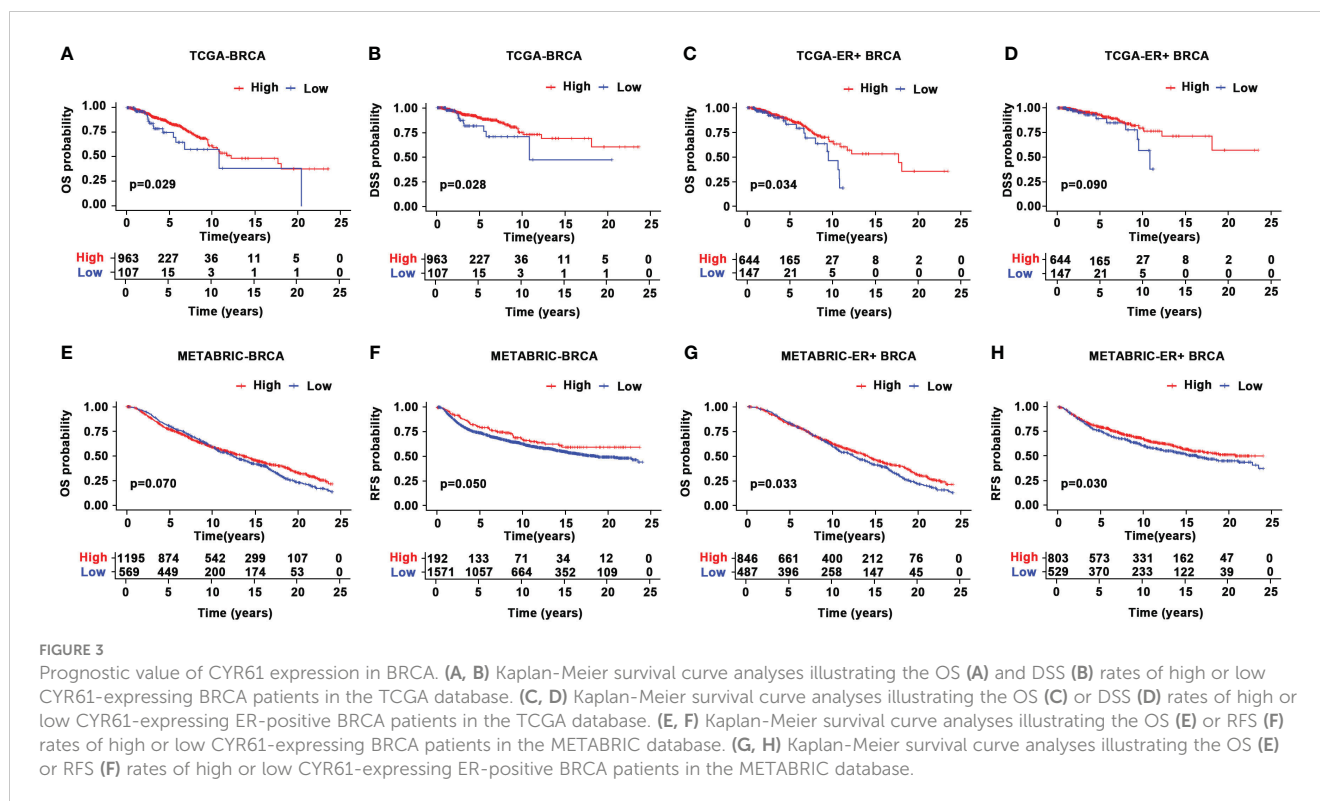 A
TCGA-BRCA
High Low
OS probability
1.00
0.75
0.50
0.25
0.00
p=0.029
0 5 10 15 20 25
Time(years)
High 963 227 36 11 5 0
Low 107 15 3 1 1 0
0 5 10 15 20 25
Time (years)
B
TCGA-BRCA
High Low
DSS probability
1.00
0.75
0.50
0.25
0.00
p=0.028
0 5 10 15 20 25
Time(years)
High 963 227 36 11 5 0
Low 107 15 3 1 1 0
0 5 10 15 20 25
Time (years)
C
TCGA-ER+ BRCA
High Low
OS probability
1.00
0.75
0.50
0.25
0
0.00
p=0.034
0 5 10 15 20 25
Time(years)
High 644 165 27 8 2 0
Low 147 21 5 0 0 0
0 5 10 15 20 25
Time (years)
D
TCGA-ER+ BRCA
High Low
DSS probability
1.00
0.75
0.50
0.25
0.00
p=0.090
0 5 10 15 20 25
Time(years)
High 644 165 27 8 2 0
Low 147 21 5 0 0 0
0 5 10 15 20 25
Time (years)
E
METABRIC-BRCA
High Low
OS probability
1.00
0.75
0.50
0.25
0.00
p=0.070
0 5 10 15 20 25
Time(years)
High 1195 874 542 299 107 0
Low 569 449 200 174 53 0
0 5 10 15 20 25
Time (years)
F
METABRIC-BRCA
High Low
RFS probability
1.00
0.75
0.50
0.25
0.00
p=0.050
0 5 10 15 20 25
Time(years)
High 192 133 71 34 12 0
Low 1571 1057 664 352 109 0
0 5 10 15 20 25
Time (years)
G
METABRIC-ER+ BRCA
High Low
OS probability
1.00
0.75
0.50
0.25
0.00
p=0.033
0 5 10 15 20 25
Time(years)
High 846 661 400 212 76 0
Low 487 396 258 147 45 0
0 5 10 15 20 25
Time (years)
H
METABRIC-ER+ BRCA
High Low
RFS probability
1.00
0.75
0.50
0.25
0.00
p=0.030
0 5 10 15 20 25
Time(years)
High 803 573 331 162 47 0
Low 529 370 233 122 39 0
0 5 10 15 20 25
Time (years)
FIGURE 3
Prognostic value of CYR61 expression in BRCA. (A, B) Kaplan-Meier survival curve analyses illustrating the OS (A) and DSS (B) rates of high or low
CYR61-expressing BRCA patients in the TCGA database. (C, D) Kaplan-Meier survival curve analyses illustrating the OS (C) or DSS (D) rates of high or
low CYR61-expressing ER-positive BRCA patients in the TCGA database. (E, F) Kaplan-Meier survival curve analyses illustrating the OS (E) or RFS (F)
rates of high or low CYR61-expressing BRCA patients in the METABRIC database. (G, H) Kaplan-Meier survival curve analyses illustrating the OS (E)
or RFS (F) rates of high or low CYR61-expressing ER-positive BRCA patients in the METABRIC database.